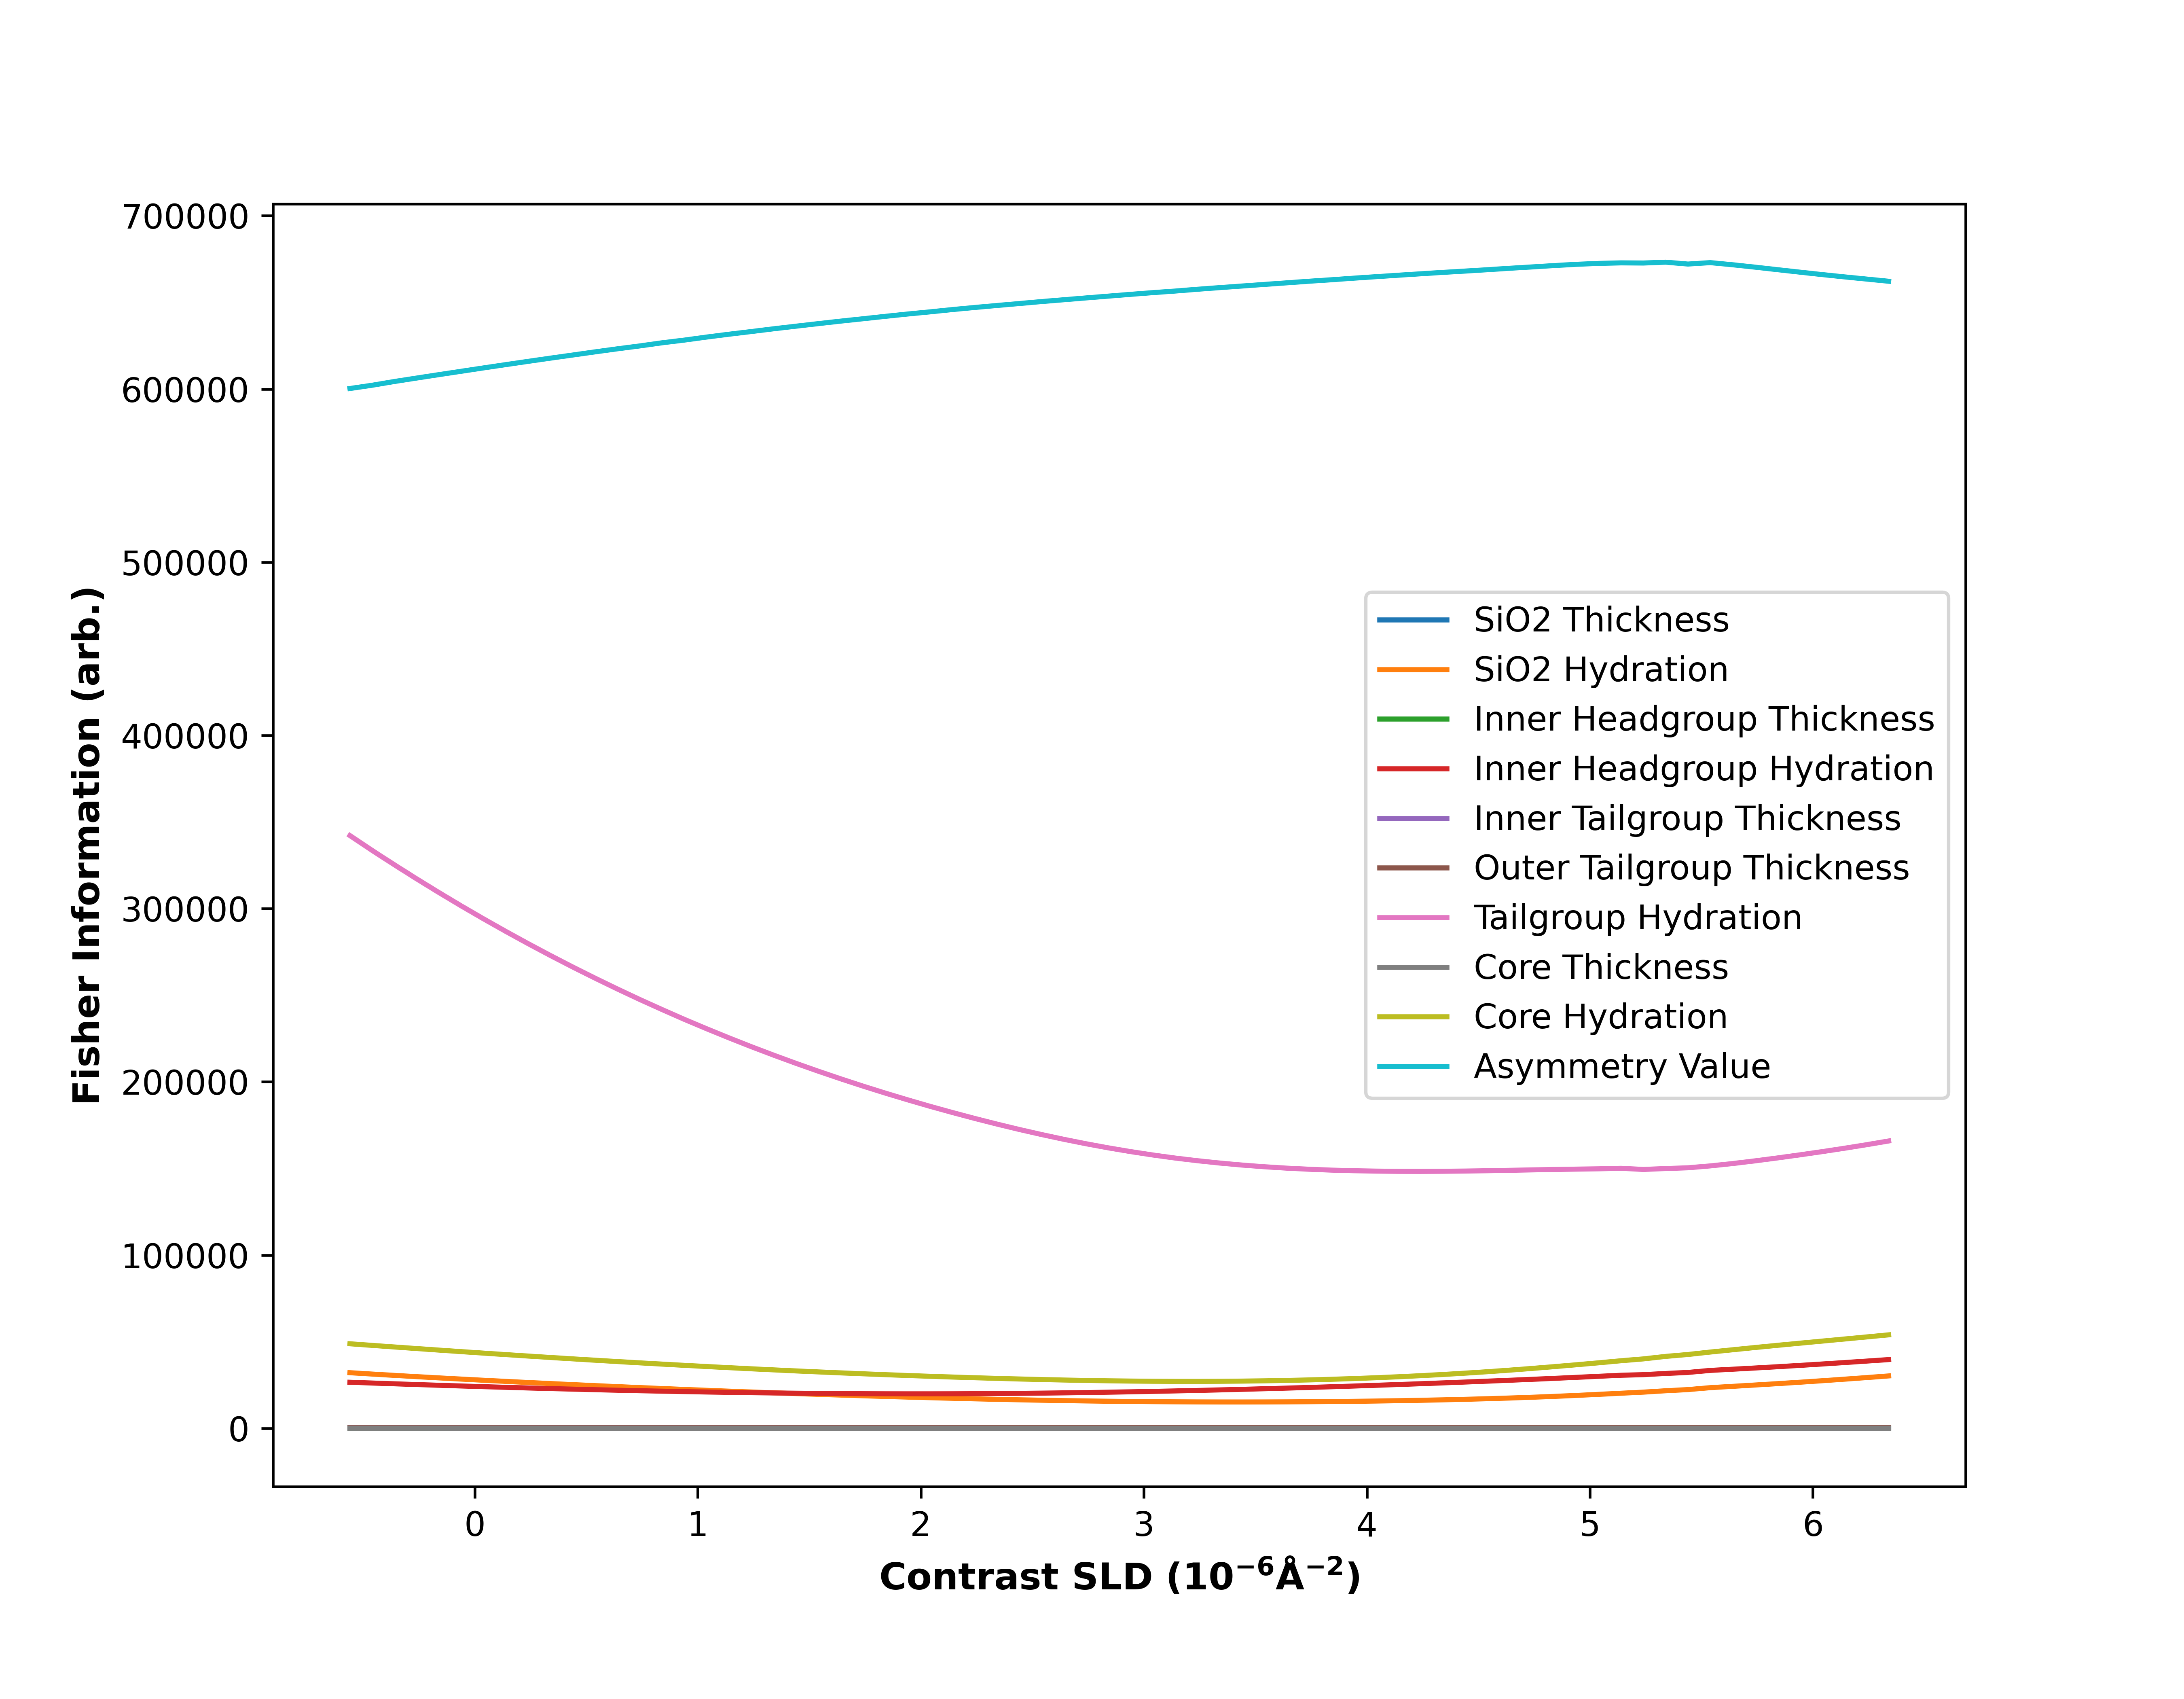 700000
600000
500000
400000
300000
200000
100000
0
Fisher Information (arb.)
SiO2 Thickness
SiO2 Hydration
Inner Headgroup Thickness
Inner Headgroup Hydration
Inner Tailgroup Thickness
Outer Tailgroup Thickness
Tailgroup Hydration
Core Thickness
Core Hydration
Asymmetry Value
0 1 2 3 4 5 6
Contrast SLD (10⁻⁶Å⁻²)